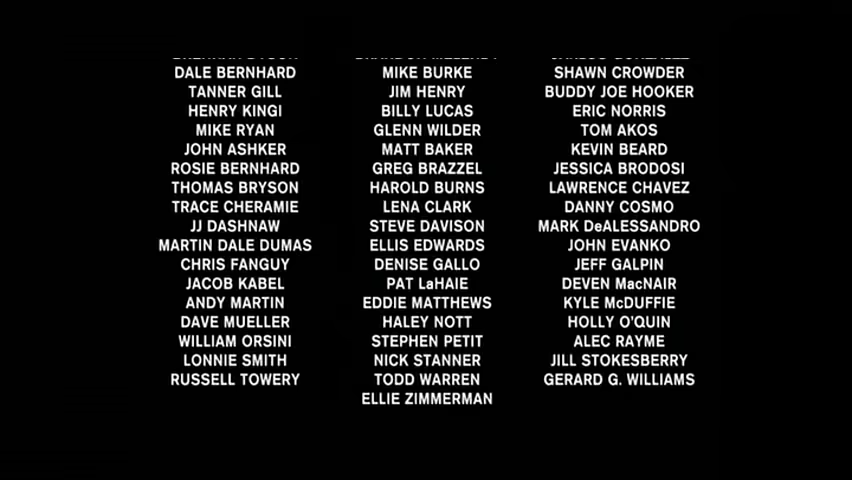 DALE BERNHARD MIKE BURKE SHAWN CROWDER
TANNER GILL JIM HENRY BUDDY JOE HOOKER
HENRY KINGI BILLY LUCAS ERIC NORRIS
MIKE RYAN GLENN WILDER TOM AKOS
JOHN ASHKER MATT BAKER KEVIN BEARD
ROSIE BERNHARD GREG BRAZZEL JESSICA BRODOSI
THOMAS BRYSON HAROLD BURNS LAWRENCE CHAVEZ
TRACE CHERAMIE LENA CLARK DANNY COSMO
JJ DASHNAW STEVE DAVISON MARK DeALESSANDRO
MARTIN DALE DUMAS ELLIS EDWARDS JOHN EVANKO
CHRIS FANGUY DENISE GALLO JEFF GALPIN
JACOB KABEL PAT LaHAIE DEVEN MacNAIR
ANDY MARTIN EDDIE MATTHEWS KYLE McDUFFIE
DAVE MUELLER HALEY NOTT HOLLY O'QUIN
WILLIAM ORSINI STEPHEN PETIT ALEC RAYME
LONNIE SMITH NICK STANNER JILL STOKESBERRY
RUSSELL TOWERY TODD WARREN GERARD G. WILLIAMS
ELLIE ZIMMERMAN